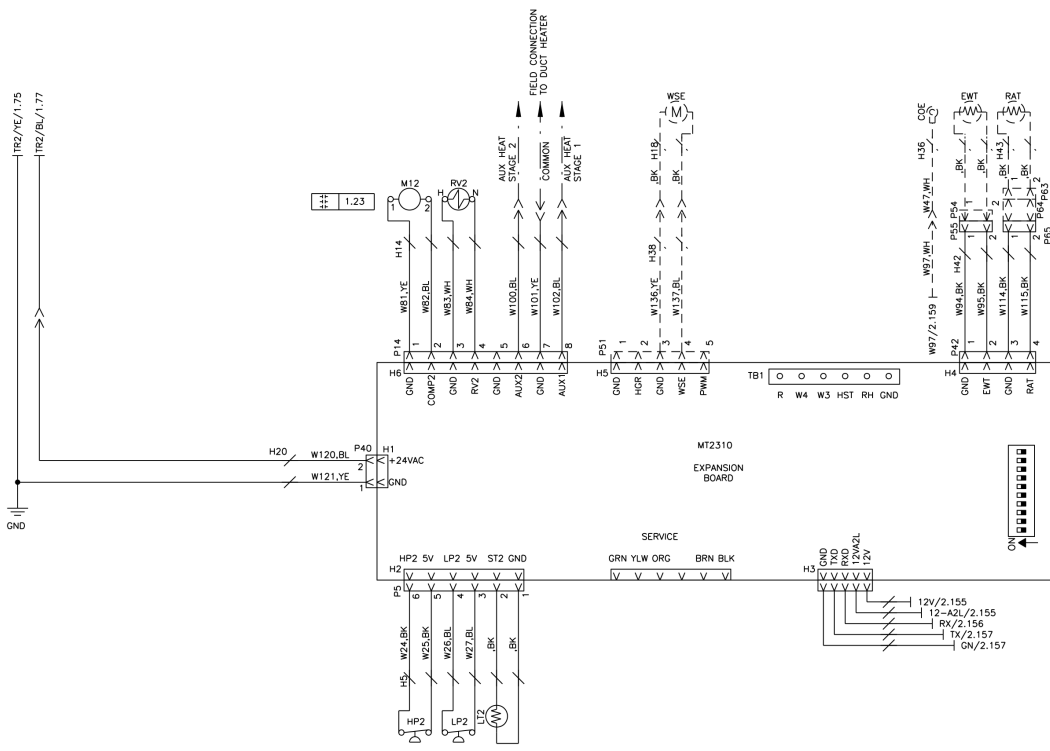 TR2/YE/1.75
TR2/BL/1.77
FIELD CONNECTION
TO DUCT HEATER
AUX HEAT
STAGE 2
COMMON
AUX HEAT
STAGE 1
WSE
M
COE
EWT
RAT
1.23
M12
1
2
RV2
H
N
H18
,BK
,BK
H36
,BK
,BK
H43
,BK
,BK
W47,WH
P54
1
2
P55
1
2
1
2
P63
P64
1
2
P65
H14
W81,YE
W82,BL
W83,WH
W84,WH
W100,BL
W101,YE
W102,BL
H38
W136,YE
W137,BL
W97,WH
W97/2.159
H42
W94,BK
W95,BK
W114,BK
W115,BK
P14
1
2
3
4
5
6
7
8
H6
GND
COMP2
GND
RV2
GND
AUX2
GND
AUX1
P51
1
2
3
4
5
H5
GND
HGR
GND
WSE
PWM
TB1
R W4 W3 HST RH GND
P42
1
2
3
4
H4
GND
EWT
GND
RAT
MT2310
EXPANSION
BOARD
H20
W120,BL
P40
H1
2
+24VAC
W121,YE
1
GND
GND
ON
SERVICE
GRN YLW ORG BRN BLK
HP2 5V LP2 5V ST2 GND
H2
P5
6
5
4
3
2
1
H3
GND
TXD
RXD
12VA2L
12V
12V/2.155
12-A2L/2.155
RX/2.156
TX/2.157
GN/2.157
W24,BK
W25,BK
W26,BL
W27,BL
,BK
,BK
H5
HP2
LP2
LT2